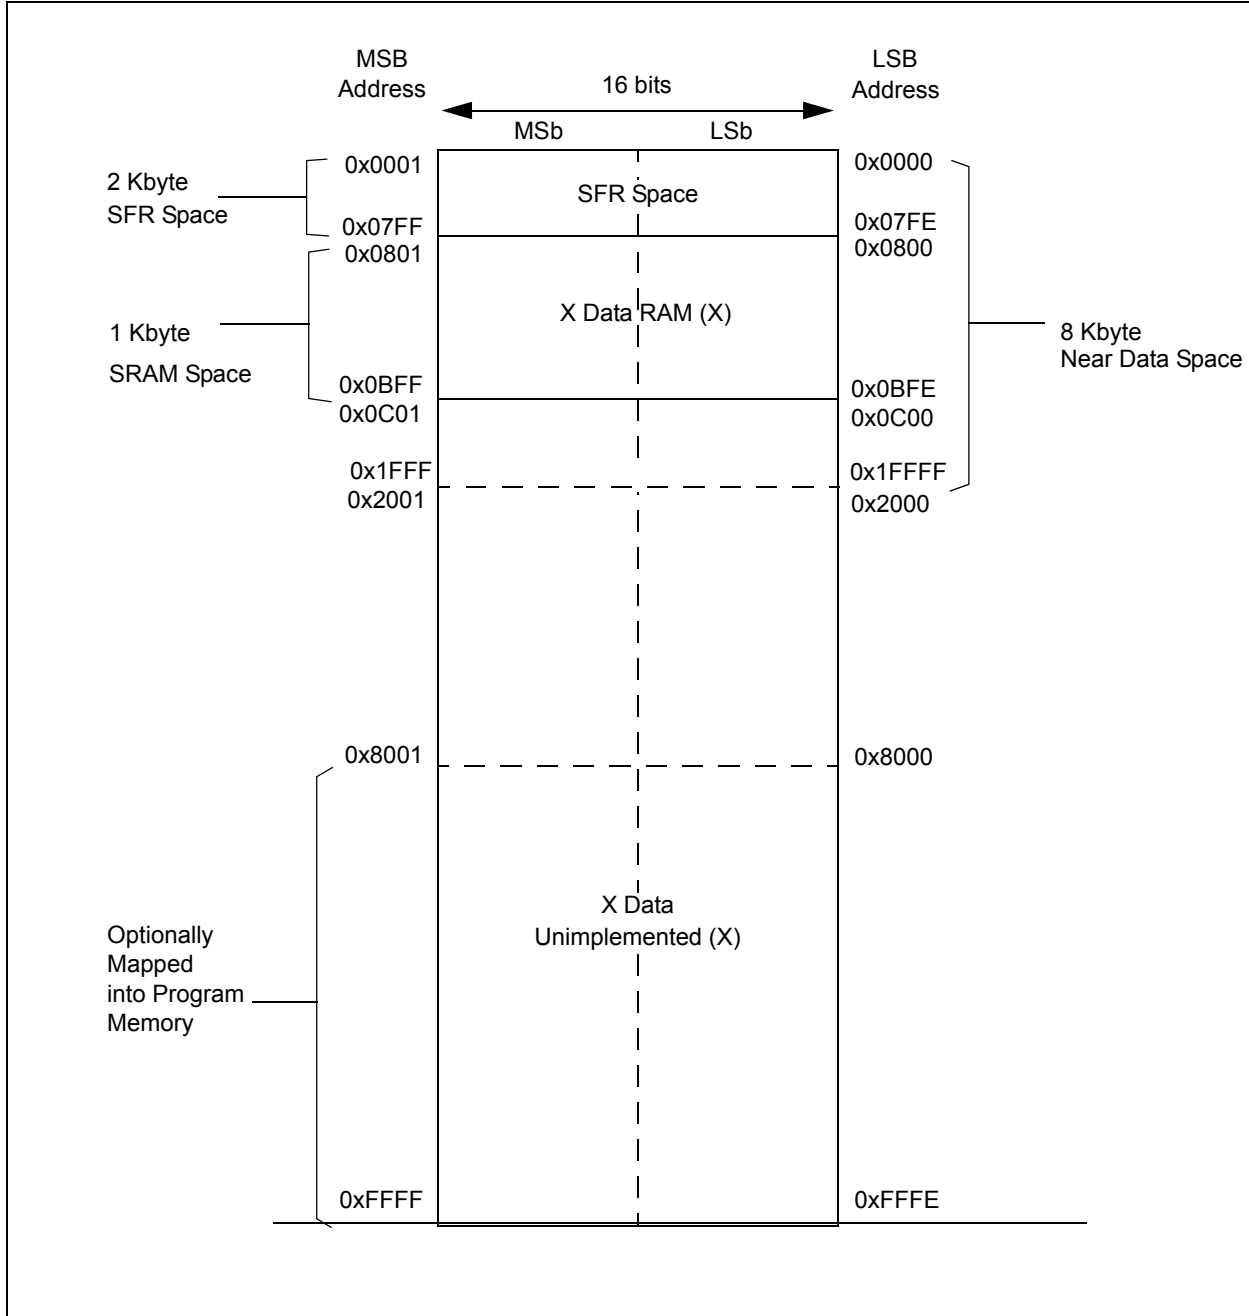 MSB
Address
LSB
Address
16 bits
MSb
LSb
0x0001
0x0000
2 Kbyte
SFR Space
SFR Space
0x07FF
0x07FE
0x0801
0x0800
X Data RAM (X)
1 Kbyte
SRAM Space
8 Kbyte
Near Data Space
0x0BFF
0x0BFE
0x0C01
0x0C00
0x1FFF
0x1FFFF
0x2001
0x2000
0x8001
0x8000
X Data
Unimplemented (X)
Optionally
Mapped
into Program
Memory
0xFFFF
0xFFFE